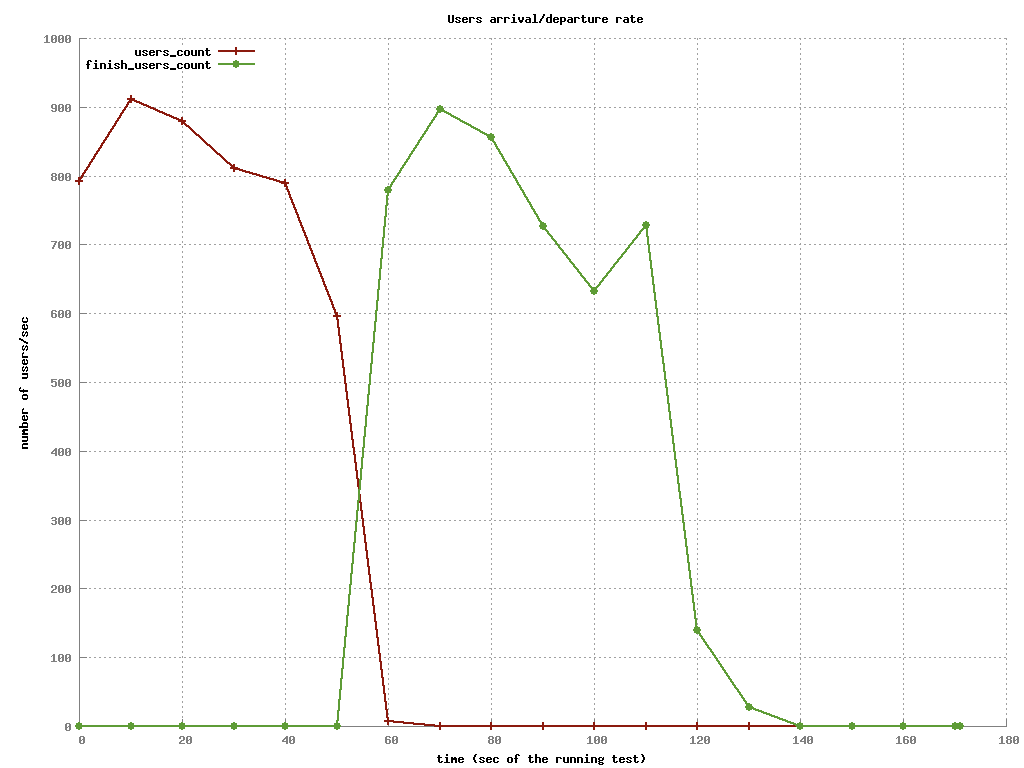 Users arrival/departure rate
users_count
finish_users_count
1000
900
800
700
600
500
400
300
200
100
0
number of users/sec
0 20 40 60 80 100 120 140 160 180
time (sec of the running test)